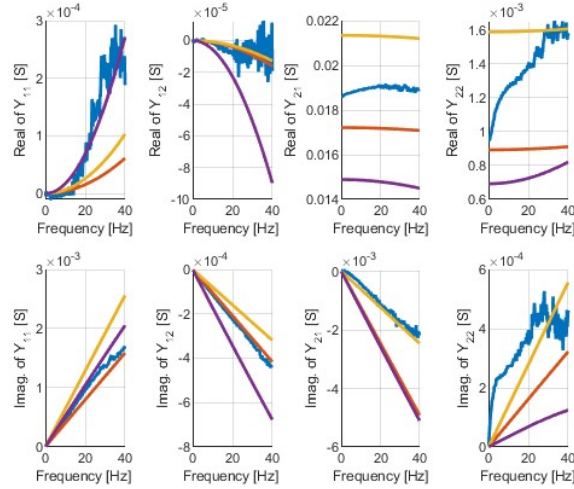 ×10⁻⁴
Real of Y₁₁ [S]
3
2
1
0
0 20 40
Frequency [Hz]
×10⁻⁵
Real of Y₁₂ [S]
2
0
-2
-4
-6
-8
-10
0 20 40
Frequency [Hz]
Real of Y₂₁ [S]
0.022
0.02
0.018
0.016
0.014
0 20 40
Frequency [Hz]
×10⁻³
Real of Y₂₂ [S]
1.6
1.4
1.2
1
0.8
0.6
0 20 40
Frequency [Hz]
×10⁻³
Imag. of Y₁₁ [S]
3
2
1
0
0 20 40
Frequency [Hz]
×10⁻⁴
Imag. of Y₁₂ [S]
0
-2
-4
-6
-8
0 20 40
Frequency [Hz]
×10⁻³
Imag. of Y₂₁ [S]
0
-2
-4
-6
0 20 40
Frequency [Hz]
×10⁻⁴
Imag. of Y₂₂ [S]
6
4
2
0
0 20 40
Frequency [Hz]